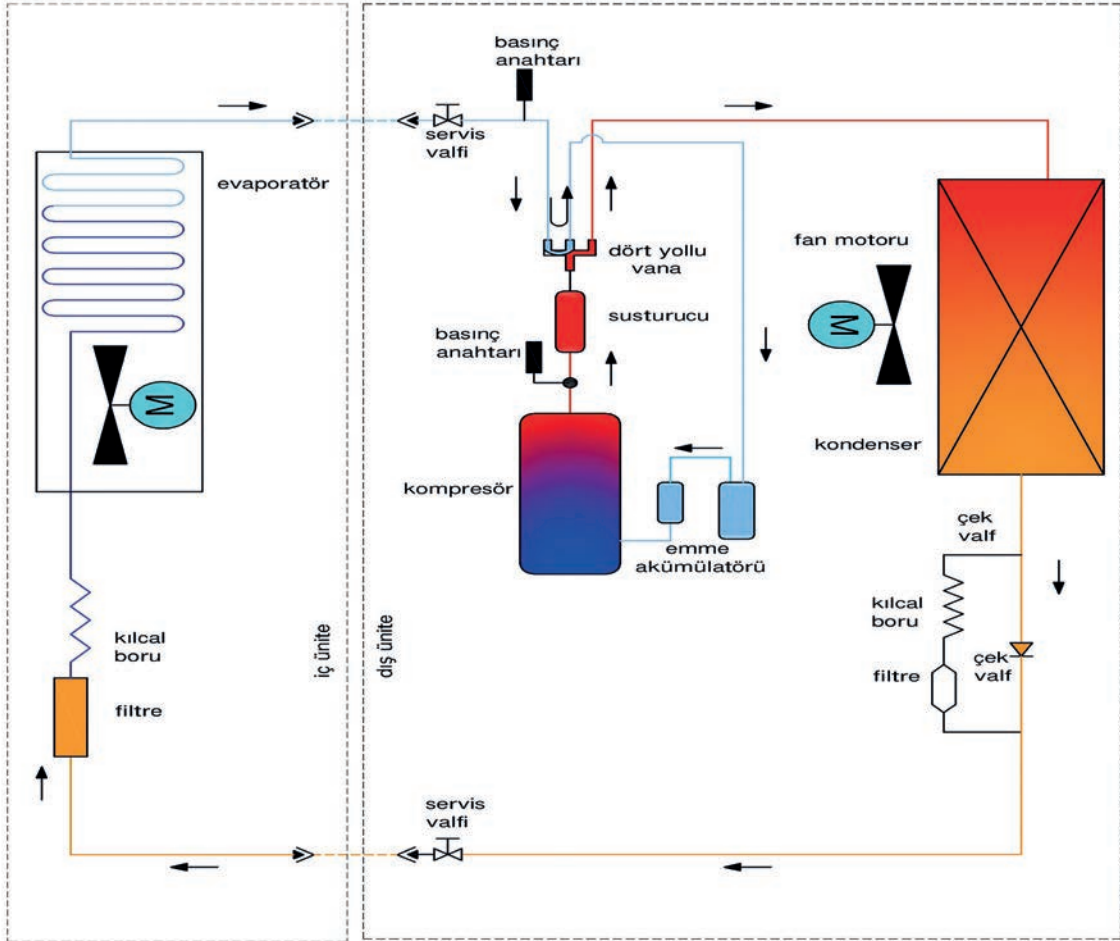 basınç
anahtarı
servis
valfi
evaporatör
dört yollu
vana
fan motoru
M
susturucu
basınç
anahtarı
M
kompresör
kondenser
emme
akümülatörü
çek
valf
kılcal
boru
kılcal
boru
iç ünite
dış ünite
çek
valf
filtre
filtre
servis
valfi